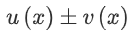 u (x) ± v (x)